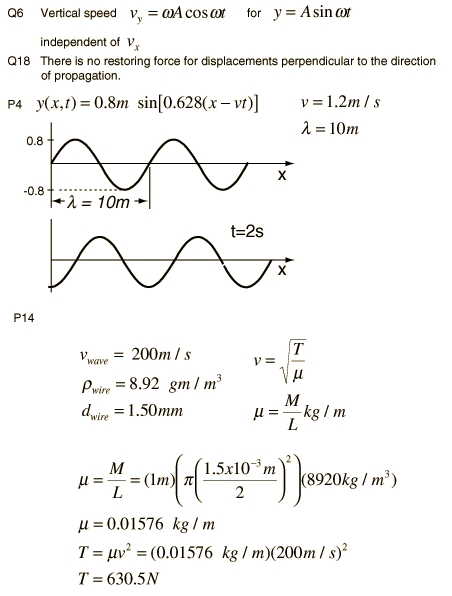 Q6 Vertical speed v_y = ωA cos ωt for y = A sin ωt
independent of v_x
Q18 There is no restoring force for displacements perpendicular to the direction
of propagation.
P4 y(x,t) = 0.8m sin[0.628(x − vt)] v = 1.2m / s
λ = 10m
0.8
x
-0.8
λ = 10m
t=2s
x
P14
v_wave = 200m / s v = √(T/μ)
ρ_wire = 8.92 gm / m³
d_wire = 1.50mm μ = M/L kg / m
μ = M/L = (1m)(π(1.5x10⁻³m/2)²)(8920kg / m³)
μ = 0.01576 kg / m
T = μv² = (0.01576 kg / m)(200m / s)²
T = 630.5N